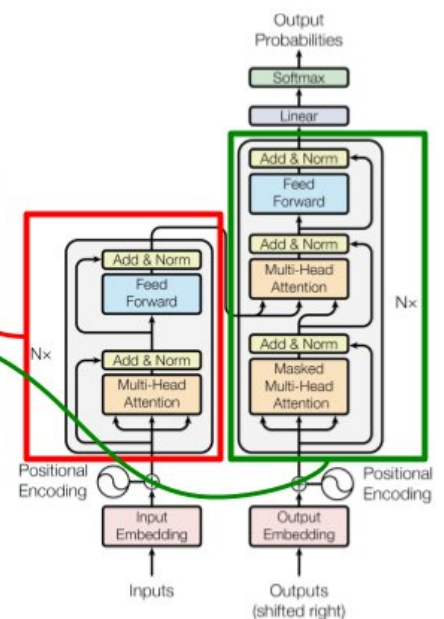 Output
Probabilities
Softmax
Linear
Add & Norm
Feed
Forward
Add & Norm
Multi-Head
Attention
Add & Norm
Masked
Multi-Head
Attention
Nx
Add & Norm
Feed
Forward
Nx
Add & Norm
Multi-Head
Attention
Positional
Encoding
Positional
Encoding
Input
Embedding
Output
Embedding
Inputs
Outputs
(shifted right)